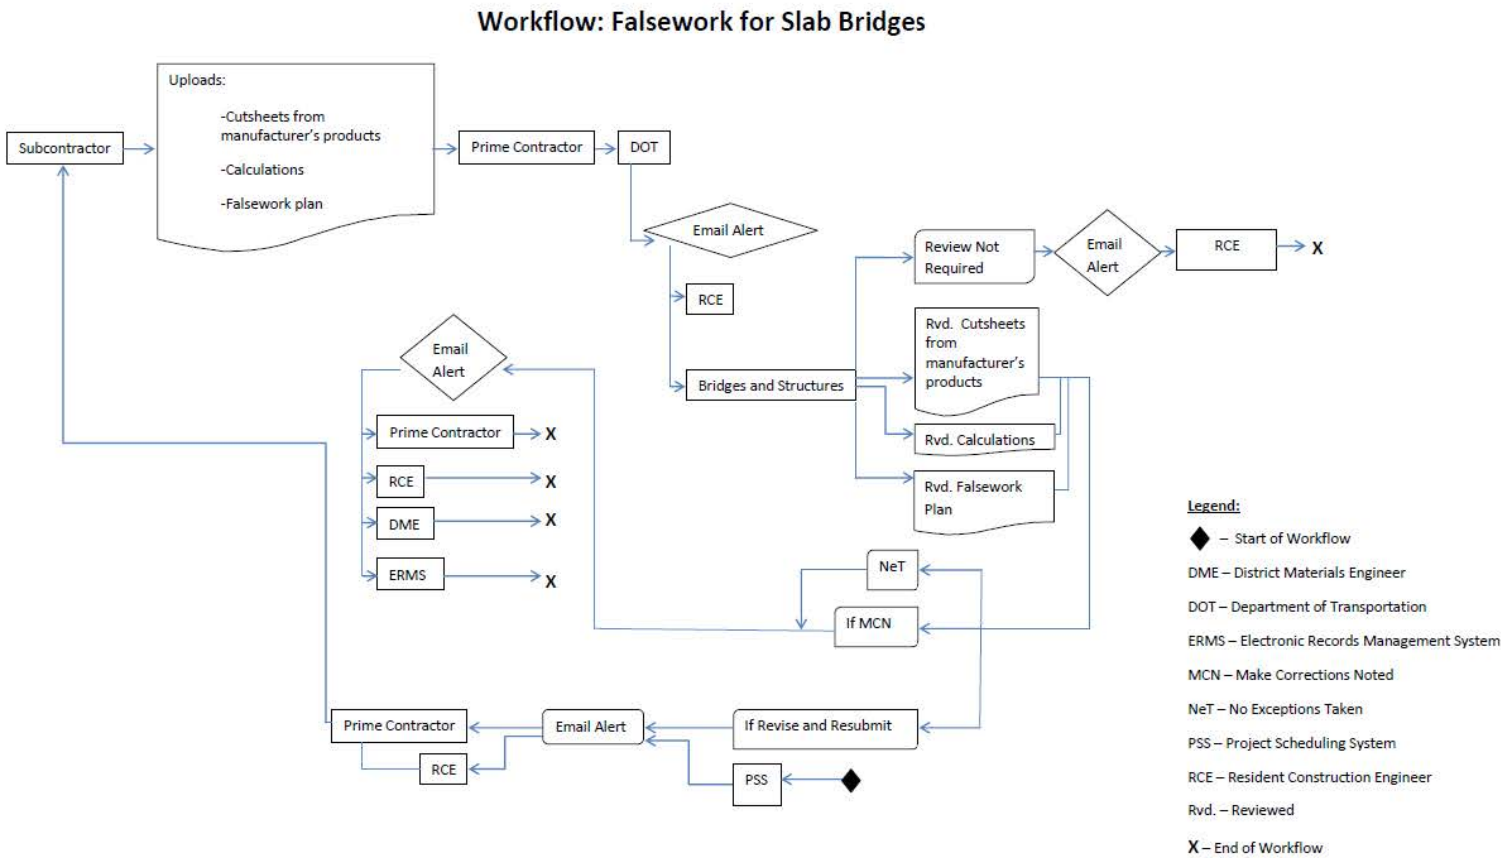 Workflow: Falsework for Slab Bridges
Uploads:
-Cutsheets from
manufacturer's products
-Calculations
-Falsework plan
Subcontractor
Prime Contractor
DOT
Email Alert
RCE
Bridges and Structures
Review Not
Required
Email
Alert
RCE
X
Rvd. Cutsheets
from
manufacturer's
products
Rvd. Calculations
Rvd. Falsework
Plan
Email
Alert
Prime Contractor
X
RCE
X
DME
X
ERMS
X
NeT
If MCN
If Revise and Resubmit
Email Alert
Prime Contractor
RCE
PSS
Legend:
– Start of Workflow
DME – District Materials Engineer
DOT – Department of Transportation
ERMS – Electronic Records Management System
MCN – Make Corrections Noted
NeT – No Exceptions Taken
PSS – Project Scheduling System
RCE – Resident Construction Engineer
Rvd. – Reviewed
X – End of Workflow